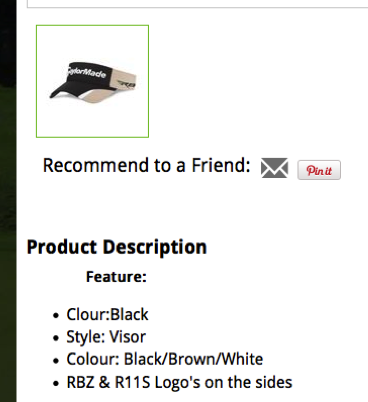 TaylorMade
Recommend to a Friend:
Pin it
Product Description
Feature:
Clour:Black
Style: Visor
Colour: Black/Brown/White
RBZ & R11S Logo's on the sides